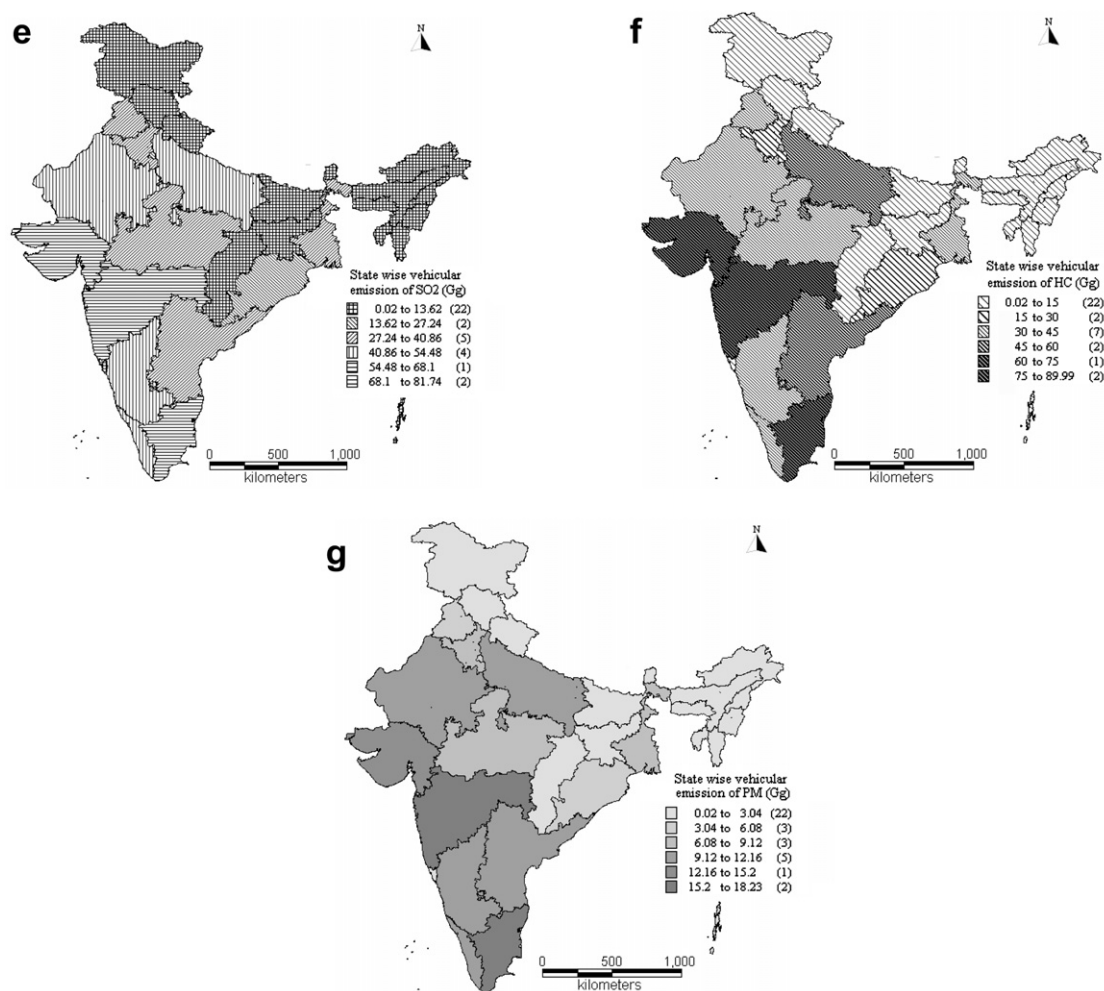 e
N
State wise vehicular
emission of SO2 (Gg)
0.02 to 13.62 (22)
13.62 to 27.24 (2)
27.24 to 40.86 (5)
40.86 to 54.48 (4)
54.48 to 68.1 (1)
68.1 to 81.74 (2)
0 500 1,000
kilometers
f
N
State wise vehicular
emission of HC (Gg)
0.02 to 15 (22)
15 to 30 (2)
30 to 45 (7)
45 to 60 (2)
60 to 75 (1)
75 to 89.99 (2)
0 500 1,000
kilometers
g
N
State wise vehicular
emission of PM (Gg)
0.02 to 3.04 (22)
3.04 to 6.08 (3)
6.08 to 9.12 (3)
9.12 to 12.16 (5)
12.16 to 15.2 (1)
15.2 to 18.23 (2)
0 500 1,000
kilometers